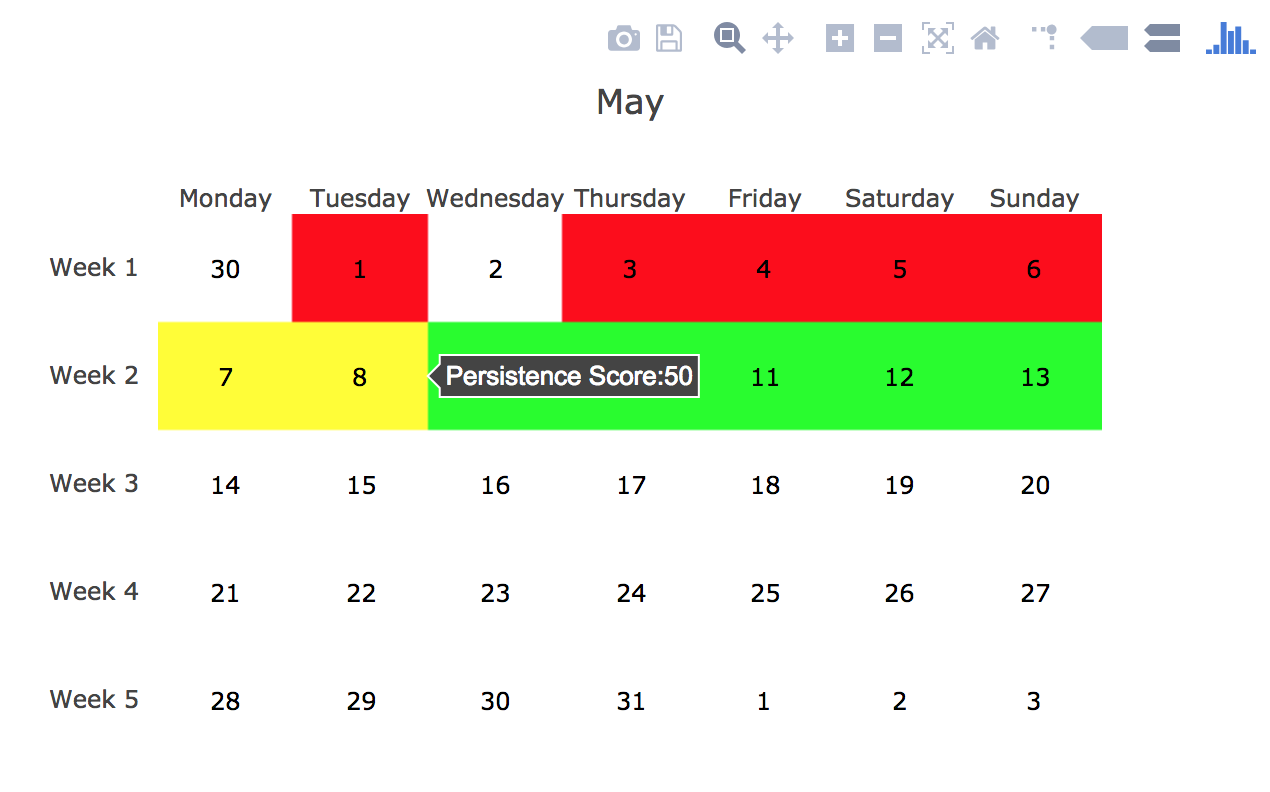 May
Monday Tuesday Wednesday Thursday Friday Saturday Sunday
Week 1 30 1 2 3 4 5 6
Week 2 7 8 Persistence Score:50 11 12 13
Week 3 14 15 16 17 18 19 20
Week 4 21 22 23 24 25 26 27
Week 5 28 29 30 31 1 2 3